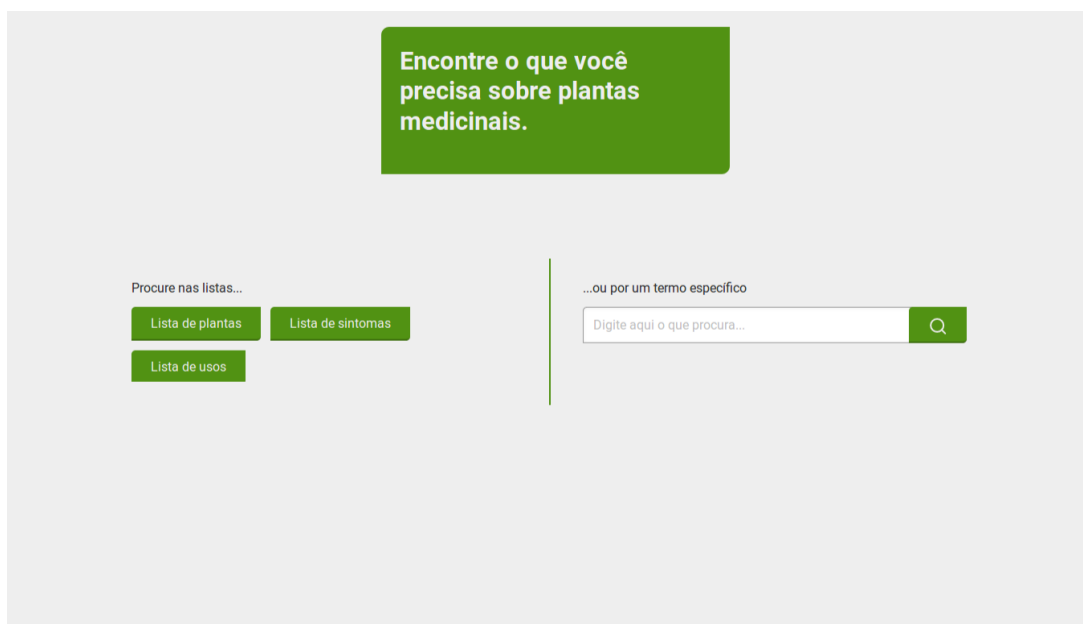 Encontre o que você
precisa sobre plantas
medicinais.
Procure nas listas...
Lista de plantas
Lista de sintomas
Lista de usos
...ou por um termo específico
Digite aqui o que procura...